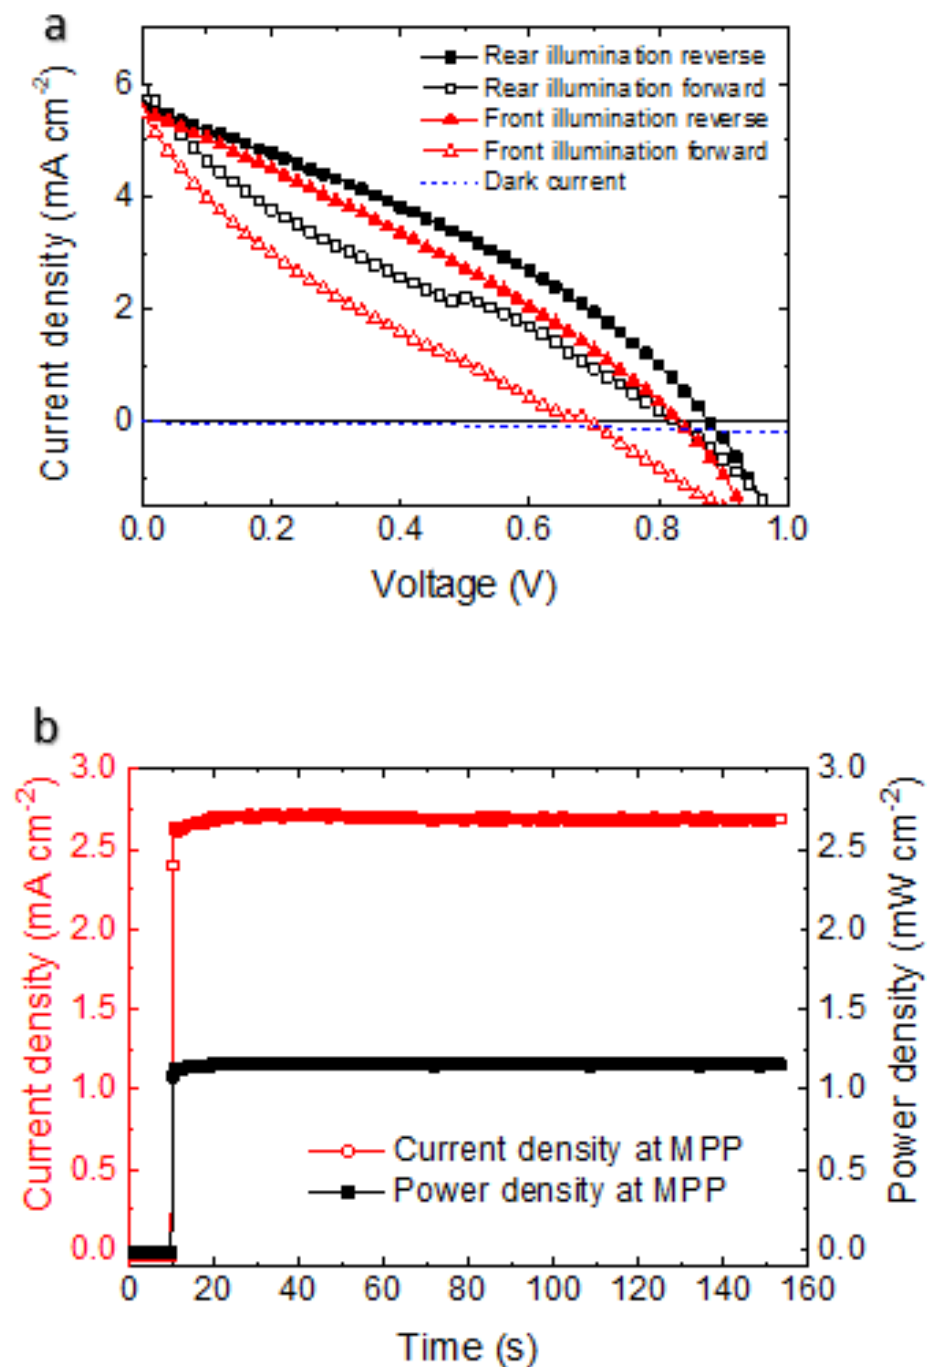 a
Current density (mA cm-2)
6
4
2
0
Rear illumination reverse
Rear illumination forward
Front illumination reverse
Front illumination forward
Dark current
0.0 0.2 0.4 0.6 0.8 1.0
Voltage (V)
b
Current density (mA cm-2)
3.0
2.5
2.0
1.5
1.0
0.5
0.0
Current density at MPP
Power density at MPP
3.0
2.5
2.0
1.5
1.0
0.5
0.0
Power density (mW cm-2)
0 20 40 60 80 100 120 140 160
Time (s)